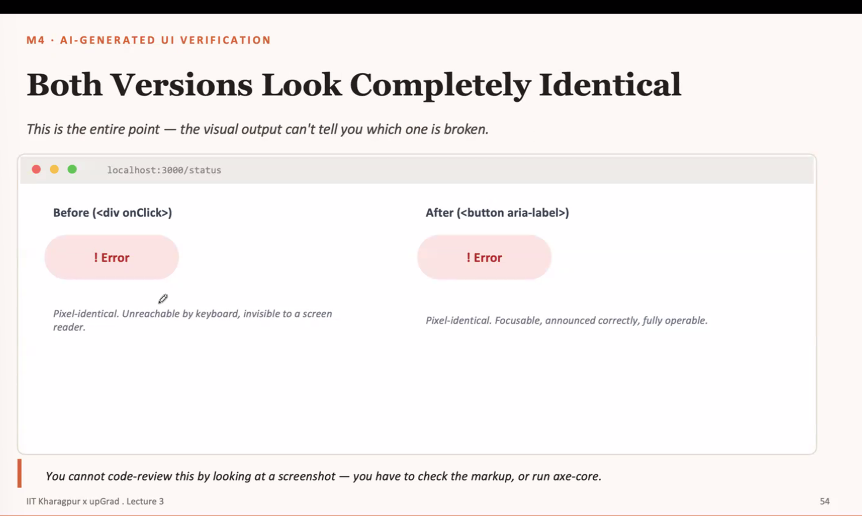 M4 · AI-GENERATED UI VERIFICATION
Both Versions Look Completely Identical
This is the entire point — the visual output can't tell you which one is broken.
localhost:3000/status
Before (<div onClick>)
! Error
Pixel-identical. Unreachable by keyboard, invisible to a screen
reader.
After (<button aria-label>)
! Error
Pixel-identical. Focusable, announced correctly, fully operable.
You cannot code-review this by looking at a screenshot — you have to check the markup, or run axe-core.
IIT Kharagpur x upGrad . Lecture 3
54